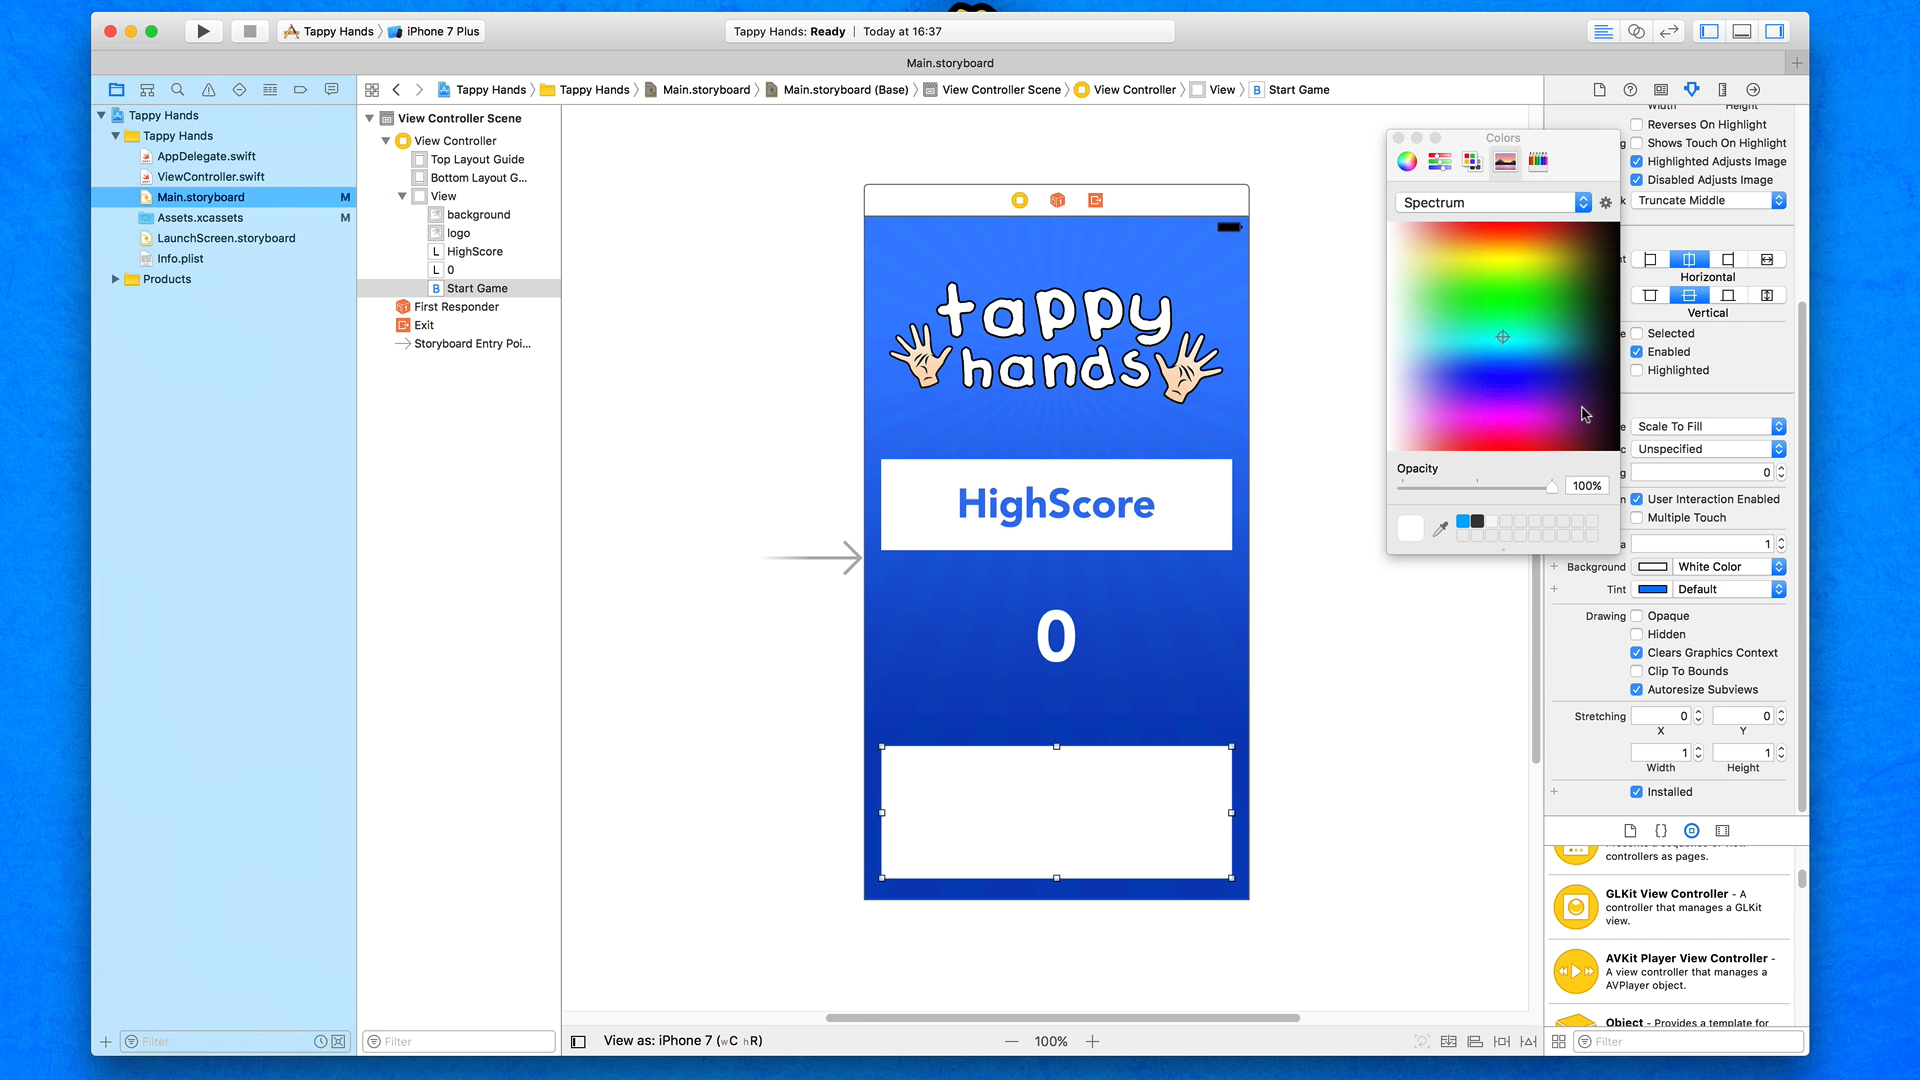 Tappy Hands
iPhone 7 Plus
Tappy Hands: Ready | Today at 16:37
Main.storyboard
Tappy Hands
Tappy Hands
Main.storyboard
Main.storyboard (Base)
View Controller Scene
View Controller
View
B Start Game
Tappy Hands
Tappy Hands
AppDelegate.swift
ViewController.swift
Main.storyboard M
Assets.xcassets M
LaunchScreen.storyboard
Info.plist
Products
View Controller Scene
View Controller
Top Layout Guide
Bottom Layout G...
View
background
logo
L HighScore
L 0
B Start Game
First Responder
Exit
Storyboard Entry Poi...
tappy
hands
HighScore
0
Colors
Spectrum
Opacity
100%
Width Height
Reverses On Highlight
Shows Touch On Highlight
Highlighted Adjusts Image
Disabled Adjusts Image
Truncate Middle
Horizontal
Vertical
Selected
Enabled
Highlighted
Scale To Fill
Unspecified
0
User Interaction Enabled
Multiple Touch
1
Background White Color
Tint Default
Drawing Opaque
Hidden
Clears Graphics Context
Clip To Bounds
Autoresize Subviews
Stretching 0 0
X Y
1 1
Width Height
Installed
controllers as pages.
GLKit View Controller - A
controller that manages a GLKit
view.
AVKit Player View Controller -
A view controller that manages a
AVPlayer object.
Object - Provides a template for
Filter
Filter
View as: iPhone 7 (wC hR)
100%
Filter